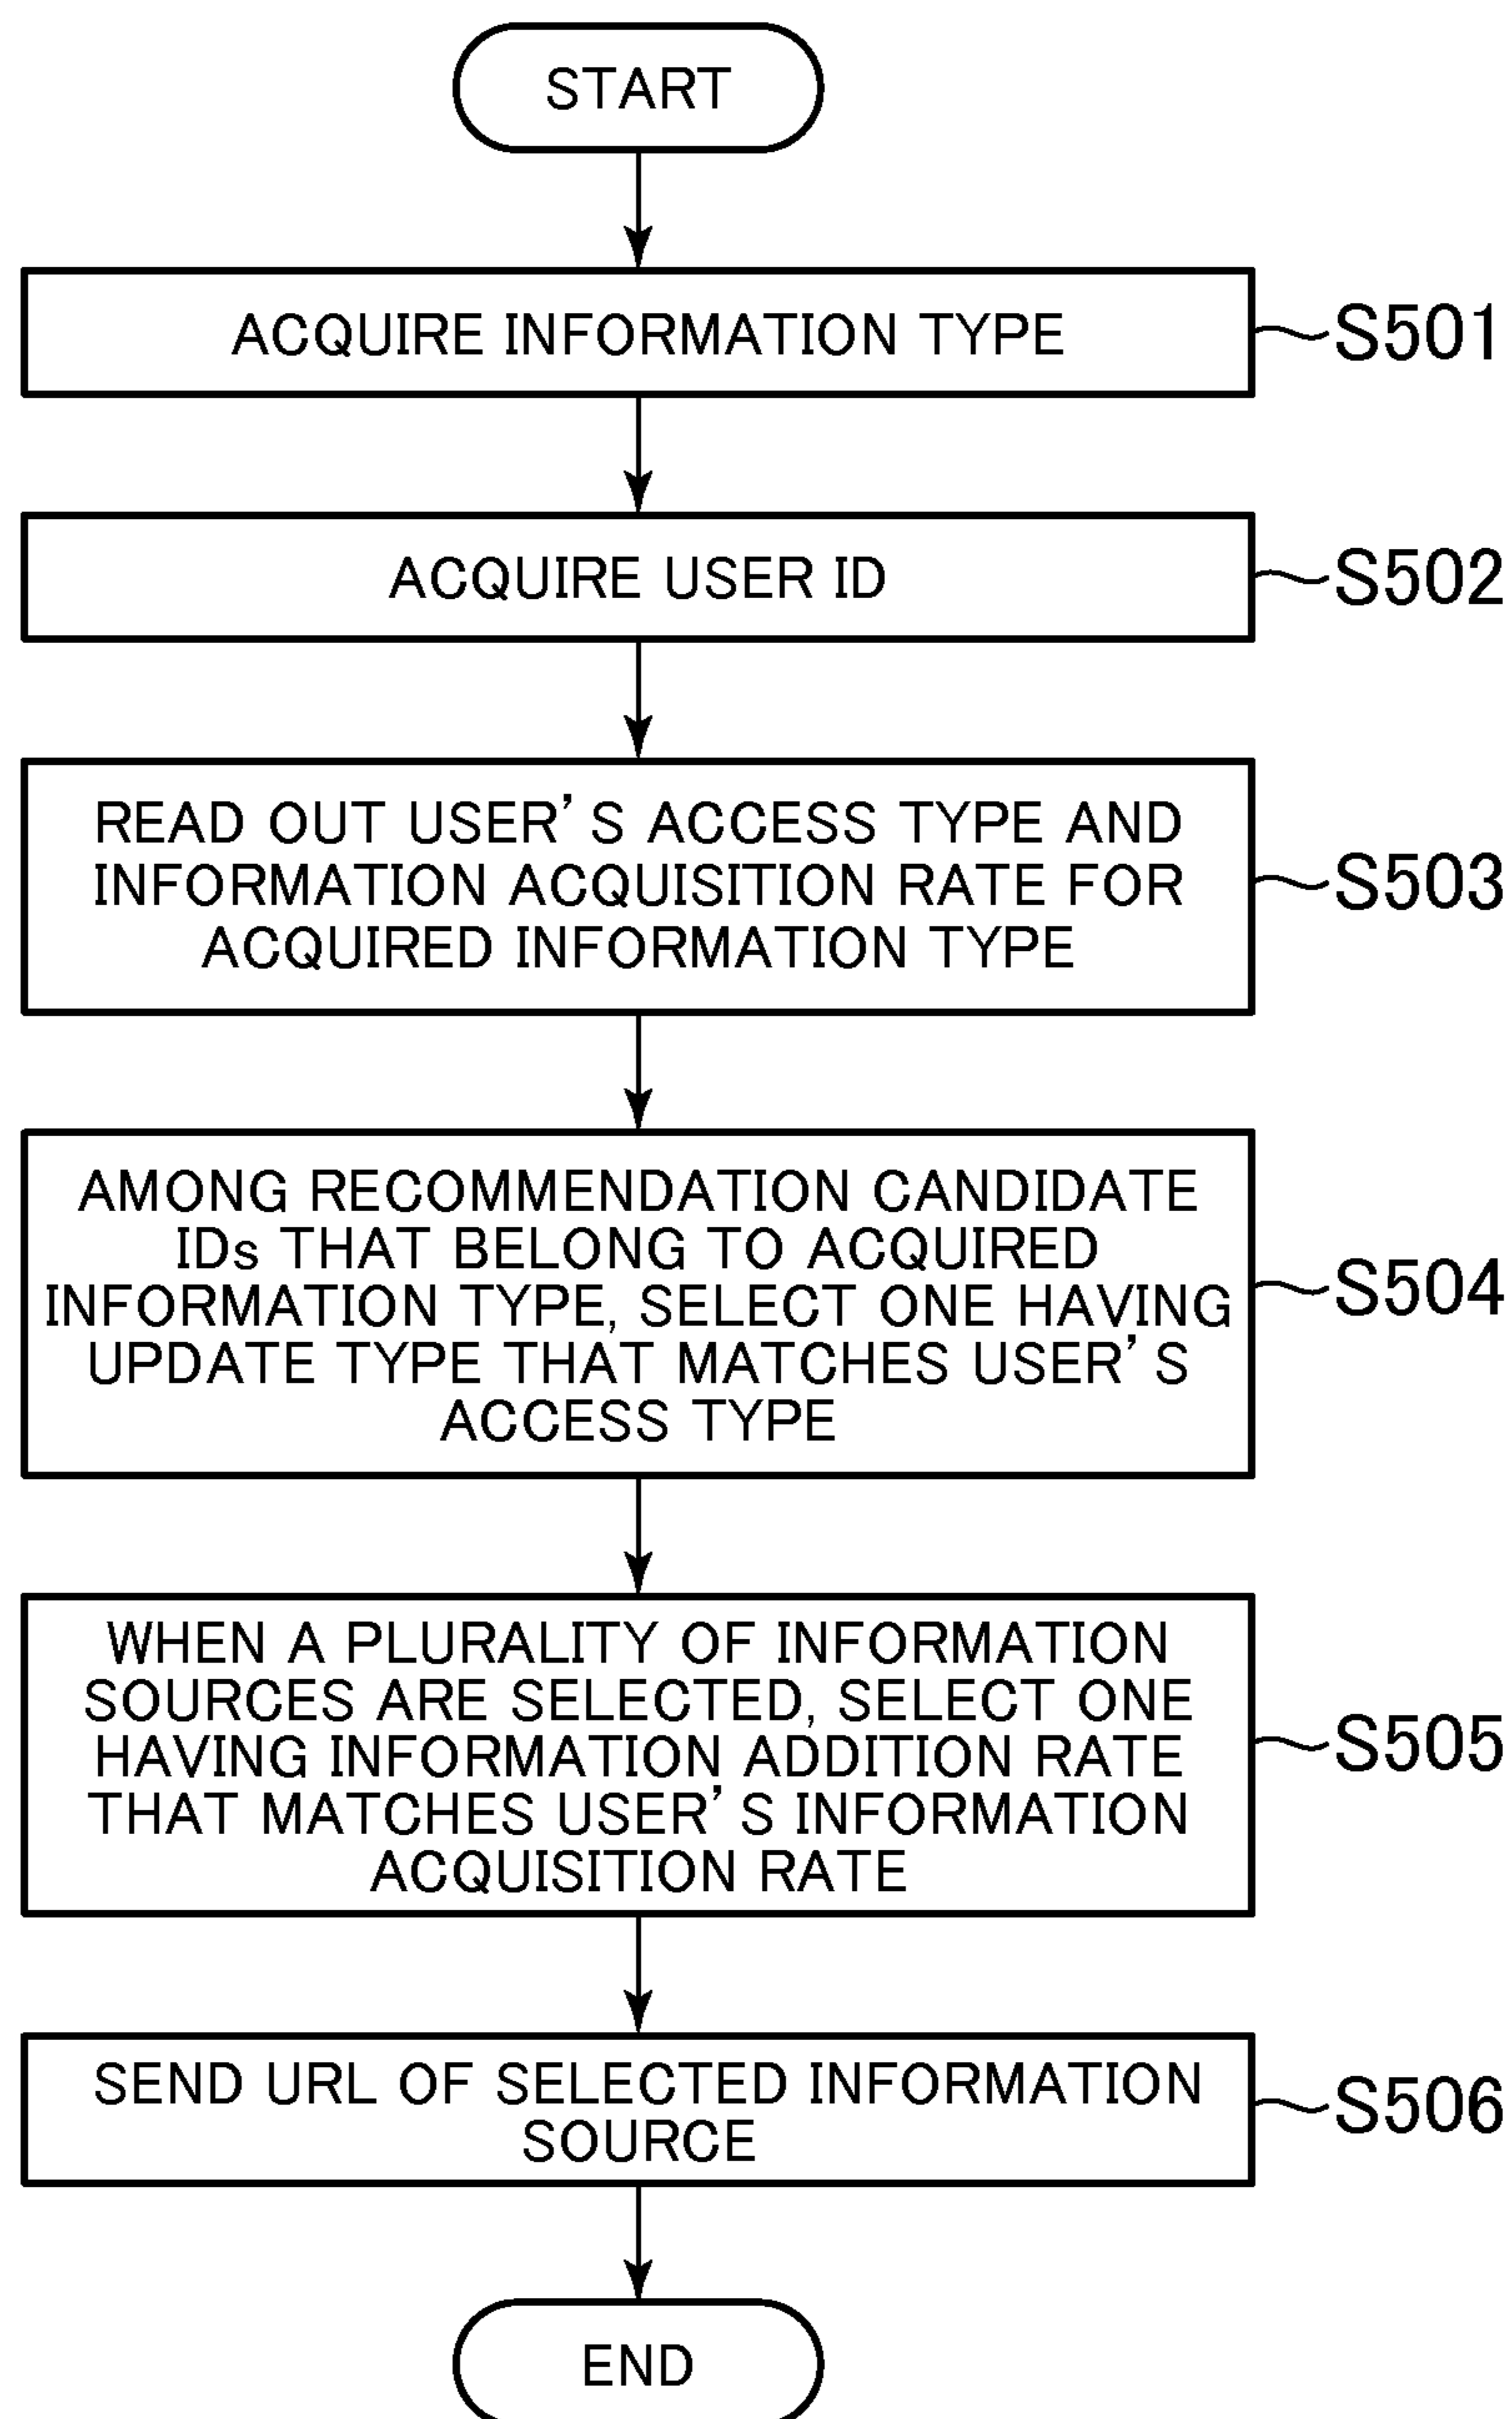 START
ACQUIRE INFORMATION TYPE
S501
ACQUIRE USER ID
S502
READ OUT USER'S ACCESS TYPE AND
INFORMATION ACQUISITION RATE FOR
ACQUIRED INFORMATION TYPE
S503
AMONG RECOMMENDATION CANDIDATE
IDs THAT BELONG TO ACQUIRED
INFORMATION TYPE, SELECT ONE HAVING
UPDATE TYPE THAT MATCHES USER'S
ACCESS TYPE
S504
WHEN A PLURALITY OF INFORMATION
SOURCES ARE SELECTED, SELECT ONE
HAVING INFORMATION ADDITION RATE
THAT MATCHES USER'S INFORMATION
ACQUISITION RATE
S505
SEND URL OF SELECTED INFORMATION
SOURCE
S506
END